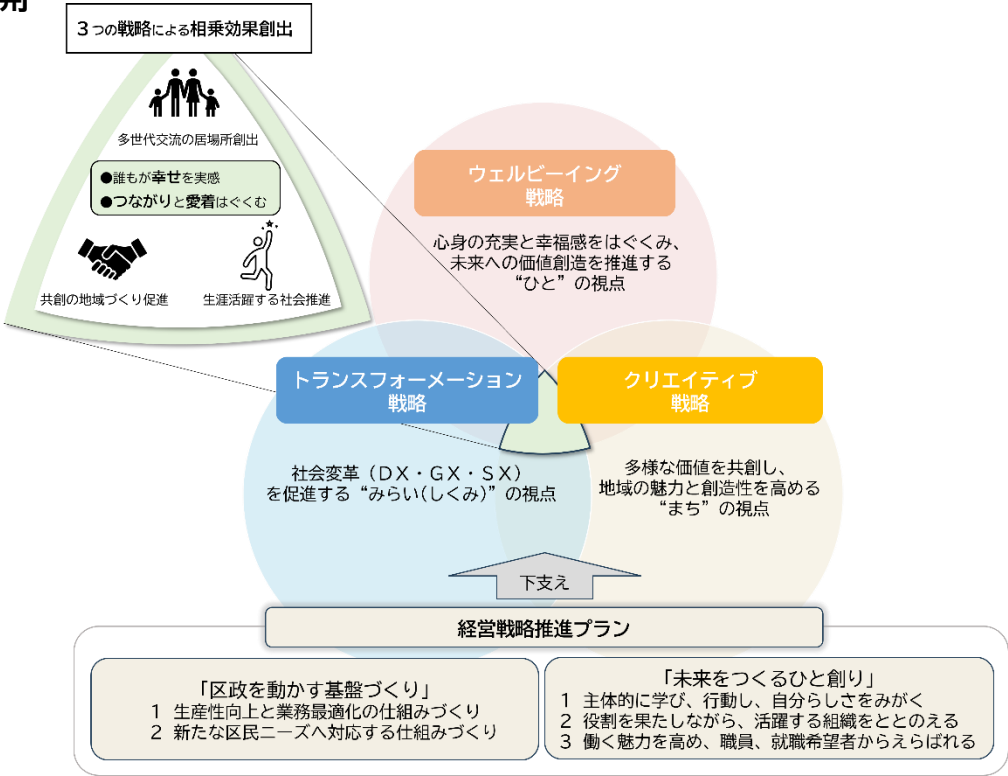 用
３つの戦略による相乗効果創出
多世代交流の居場所創出
●誰もが幸せを実感
●つながりと愛着はぐくむ
共創の地域づくり促進
生涯活躍する社会推進
ウェルビーイング
戦略
心身の充実と幸福感をはぐくみ、
未来への価値創造を推進する
“ひと”の視点
トランスフォーメーション
戦略
社会変革（ＤＸ・ＧＸ・ＳＸ）
を促進する“みらい(しくみ)”の視点
クリエイティブ
戦略
多様な価値を共創し、
地域の魅力と創造性を高める
“まち”の視点
下支え
経営戦略推進プラン
「区政を動かす基盤づくり」
１ 生産性向上と業務最適化の仕組みづくり
２ 新たな区民ニーズへ対応する仕組みづくり
「未来をつくるひと創り」
１ 主体的に学び、行動し、自分らしさをみがく
２ 役割を果たしながら、活躍する組織をととのえる
３ 働く魅力を高め、職員、就職希望者からえらばれる